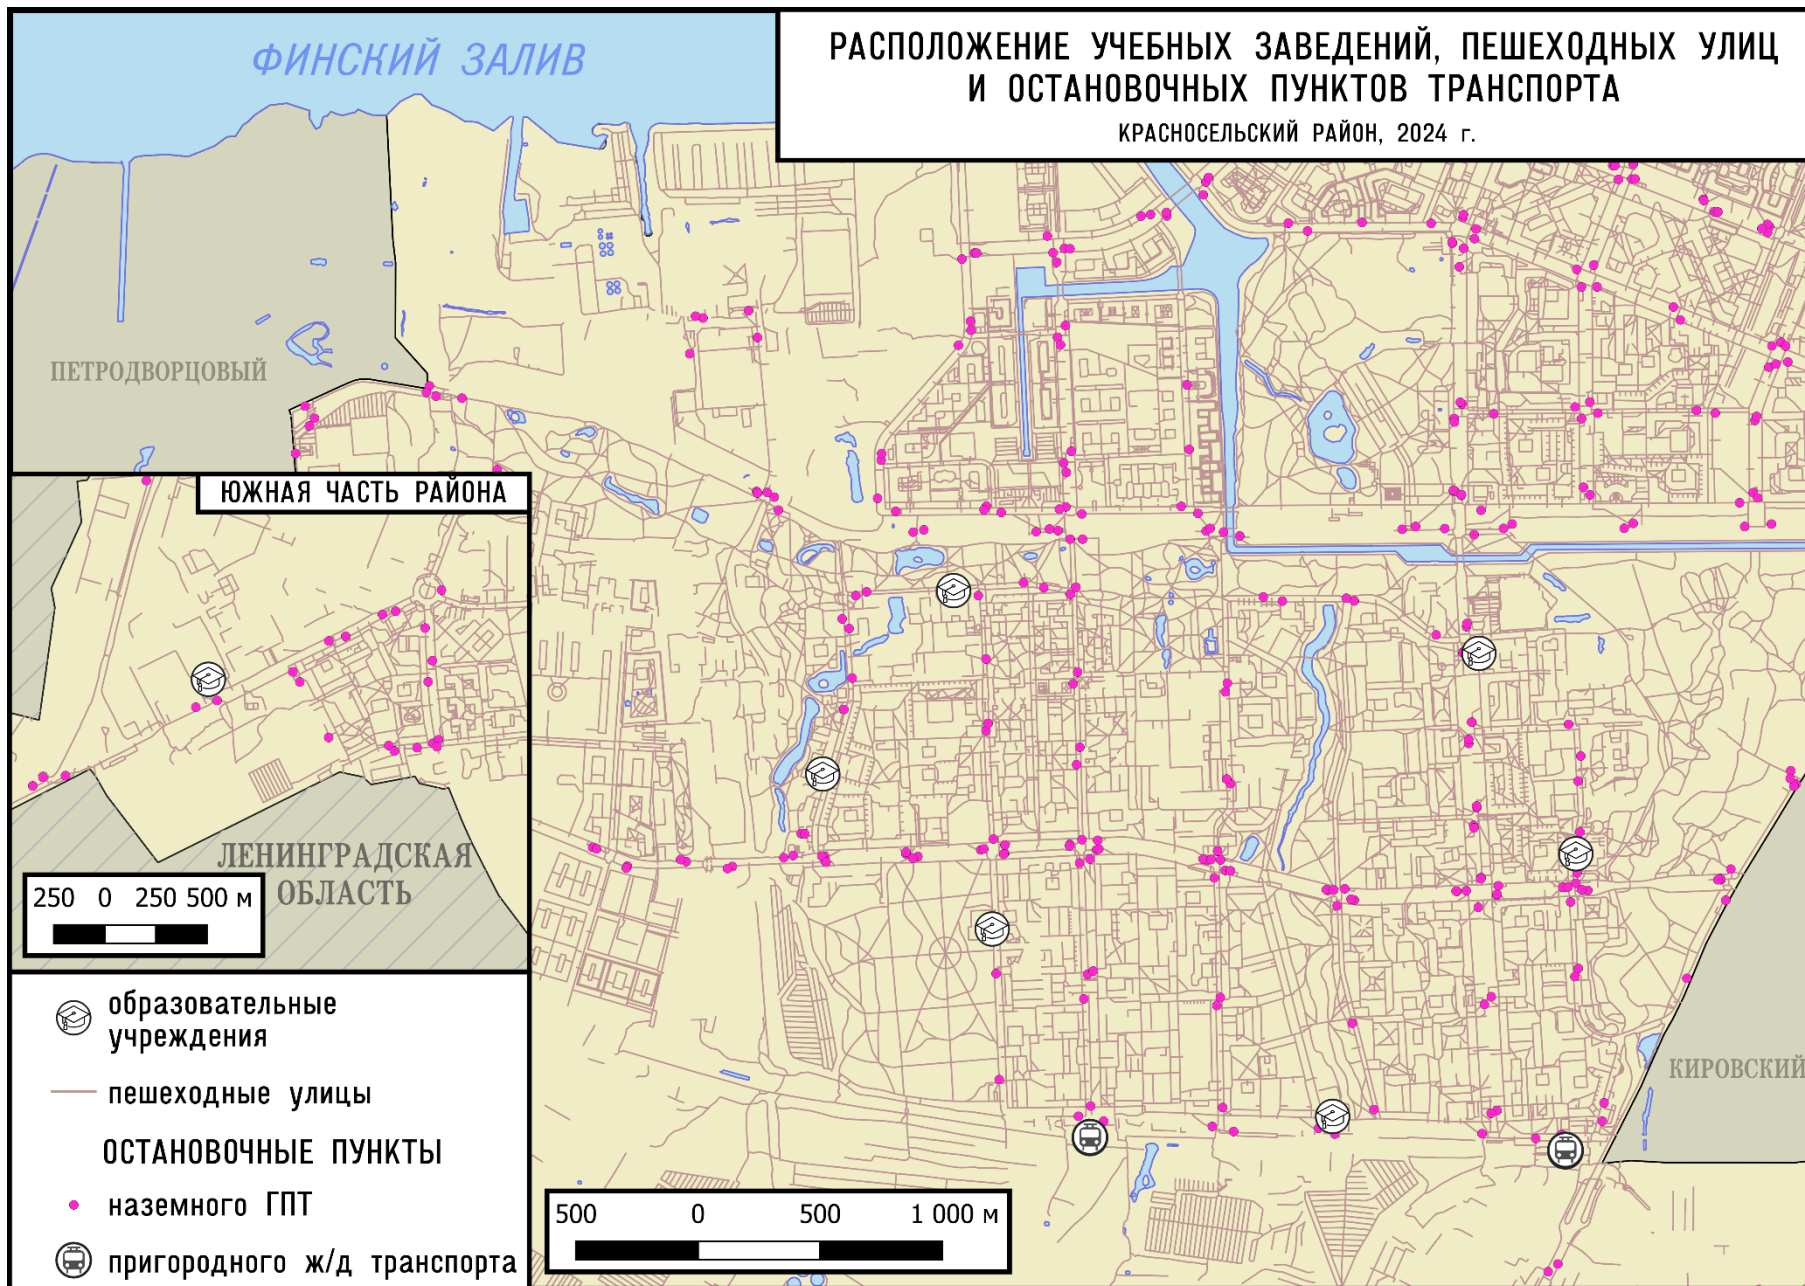 ФИНСКИЙ ЗАЛИВ
РАСПОЛОЖЕНИЕ УЧЕБНЫХ ЗАВЕДЕНИЙ, ПЕШЕХОДНЫХ УЛИЦ
И ОСТАНОВОЧНЫХ ПУНКТОВ ТРАНСПОРТА
КРАСНОСЕЛЬСКИЙ РАЙОН, 2024 г.
ПЕТРОДВОРЦОВЫЙ
ЮЖНАЯ ЧАСТЬ РАЙОНА
ЛЕНИНГРАДСКАЯ
ОБЛАСТЬ
250 0 250 500 м
КИРОВСКИЙ
образовательные
учреждения
пешеходные улицы
ОСТАНОВОЧНЫЕ ПУНКТЫ
наземного ГПТ
пригородного ж/д транспорта
500 0 500 1 000 м